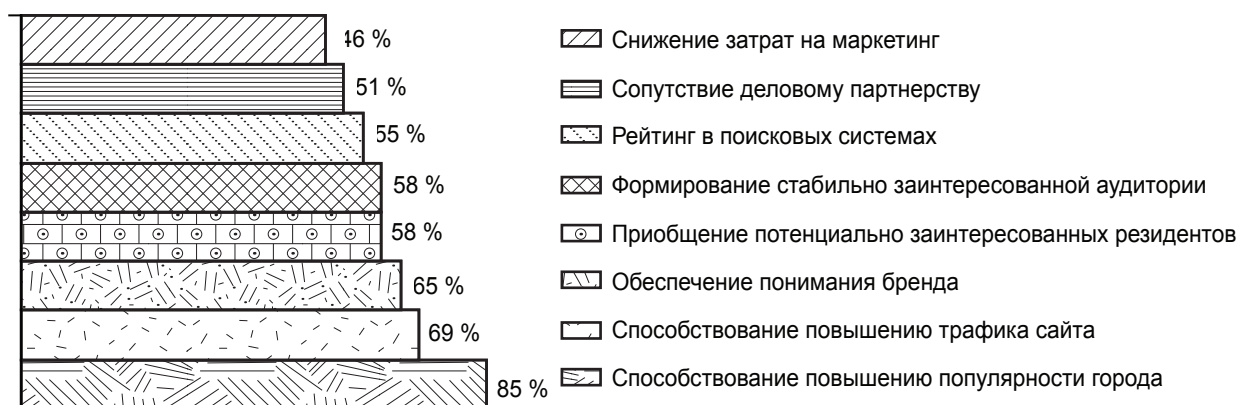 46 %
Снижение затрат на маркетинг
51 %
Сопутствие деловому партнерству
55 %
Рейтинг в поисковых системах
58 %
Формирование стабильно заинтересованной аудитории
58 %
Приобщение потенциально заинтересованных резидентов
65 %
Обеспечение понимания бренда
69 %
Способствование повышению трафика сайта
85 %
Способствование повышению популярности города